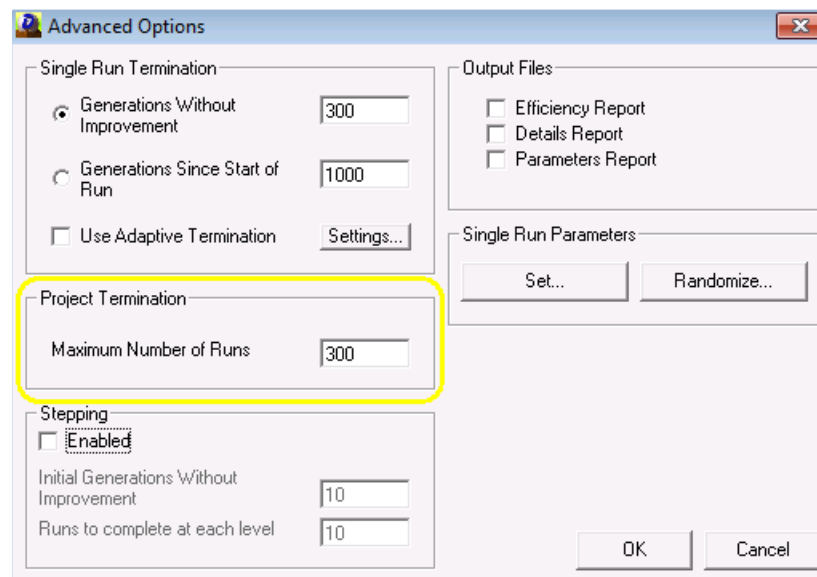 Advanced Options
Single Run Termination
Generations Without
Improvement
300
Generations Since Start of
Run
1000
Use Adaptive Termination
Settings...
Project Termination
Maximum Number of Runs
300
Stepping
Enabled
Initial Generations Without
Improvement
10
Runs to complete at each level
10
Output Files
Efficiency Report
Details Report
Parameters Report
Single Run Parameters
Set...
Randomize...
OK
Cancel